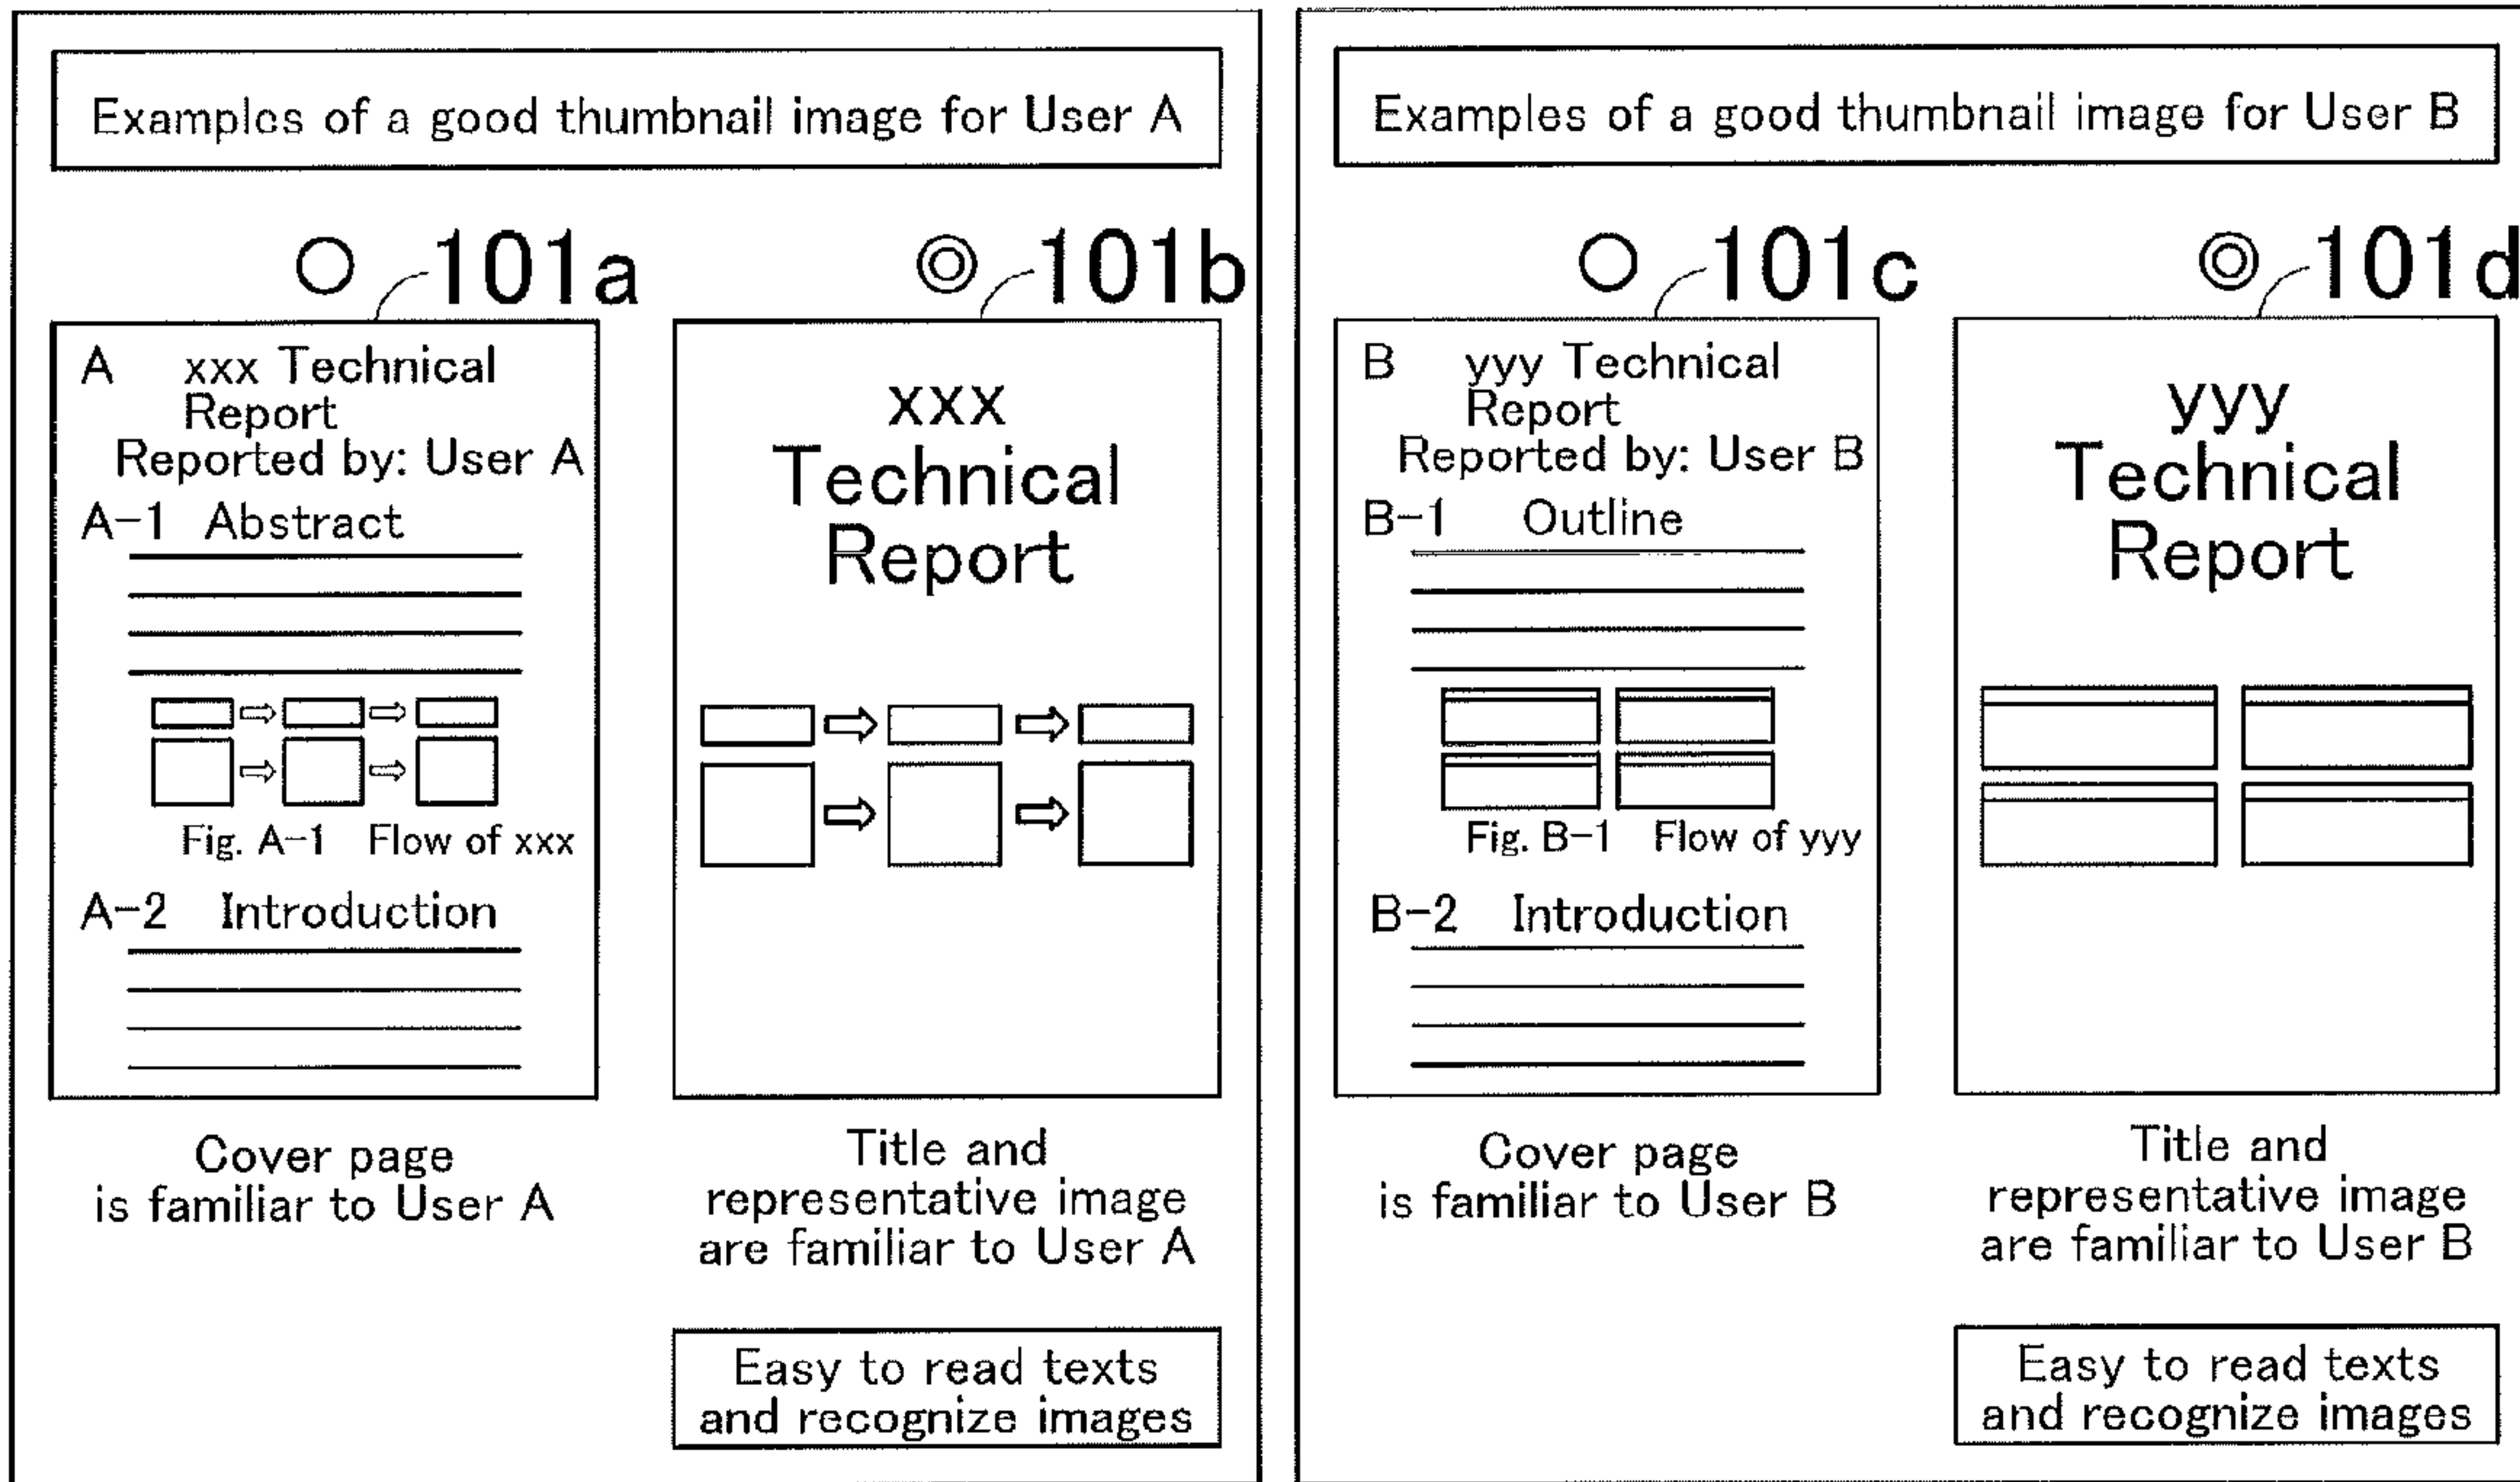 Examples of a good thumbnail image for User A
○ 101a
◎ 101b
A xxx Technical
Report
Reported by: User A
A-1 Abstract
Fig. A-1 Flow of xxx
A-2 Introduction
xxx
Technical
Report
Cover page
is familiar to User A
Title and
representative image
are familiar to User A
Easy to read texts
and recognize images
Examples of a good thumbnail image for User B
○ 101c
◎ 101d
B yyy Technical
Report
Reported by: User B
B-1 Outline
Fig. B-1 Flow of yyy
B-2 Introduction
yyy
Technical
Report
Cover page
is familiar to User B
Title and
representative image
are familiar to User B
Easy to read texts
and recognize images